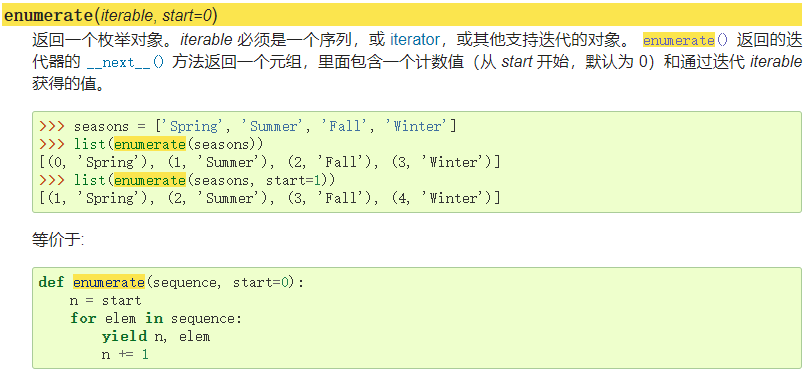 enumerate(iterable, start=0)
返回一个枚举对象。iterable 必须是一个序列，或 iterator，或其他支持迭代的对象。 enumerate() 返回的迭
代器的 __next__() 方法返回一个元组，里面包含一个计数值（从 start 开始，默认为 0）和通过迭代 iterable
获得的值。
>>> seasons = ['Spring', 'Summer', 'Fall', 'Winter']
>>> list(enumerate(seasons))
[(0, 'Spring'), (1, 'Summer'), (2, 'Fall'), (3, 'Winter')]
>>> list(enumerate(seasons, start=1))
[(1, 'Spring'), (2, 'Summer'), (3, 'Fall'), (4, 'Winter')]
等价于:
def enumerate(sequence, start=0):
    n = start
    for elem in sequence:
        yield n, elem
        n += 1